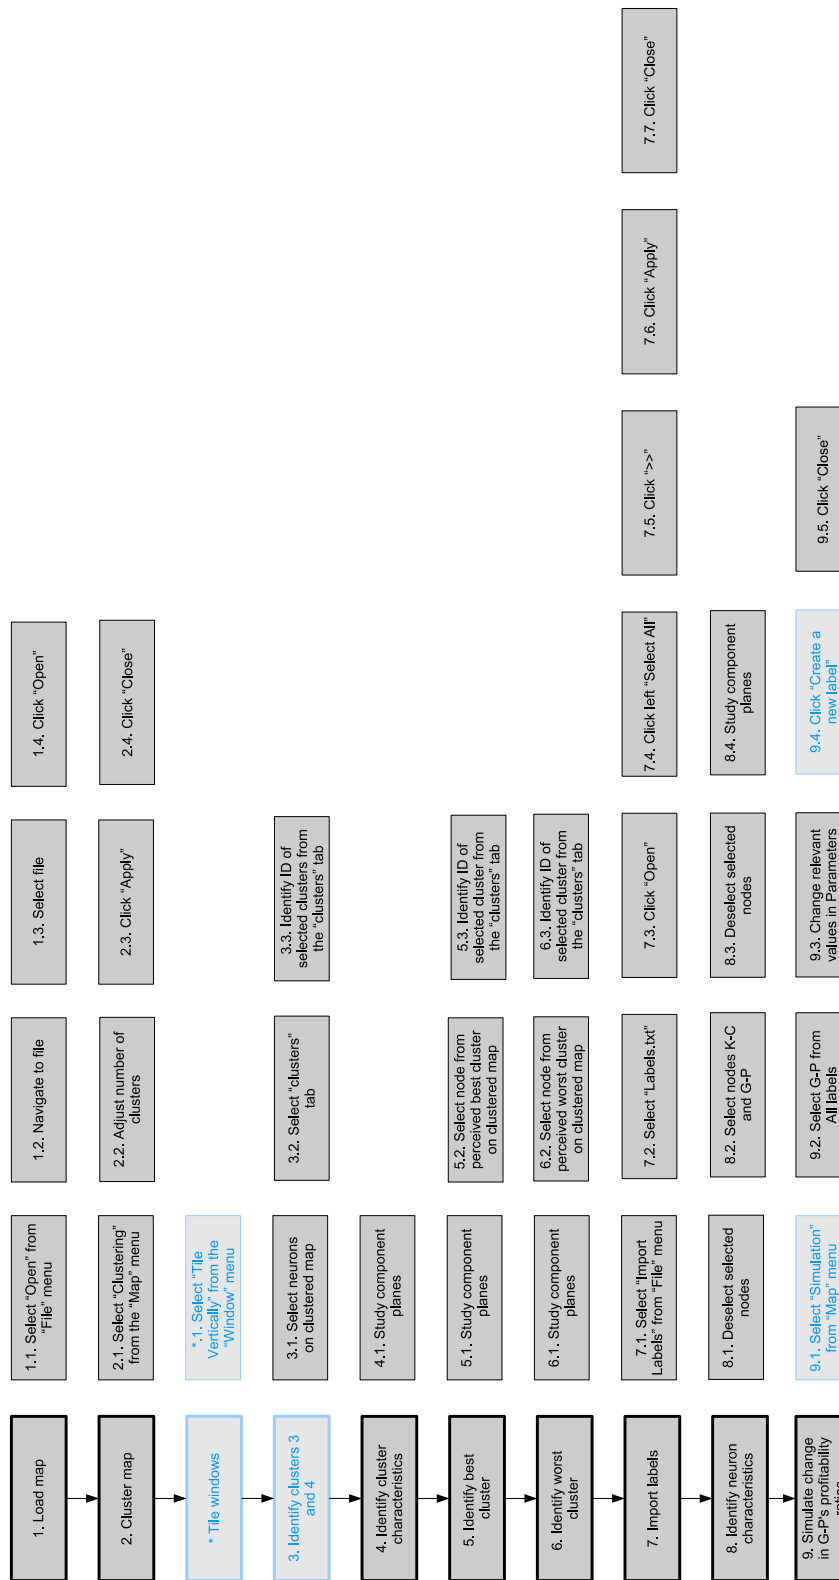 1. Load map
1.1. Select “Open” from
“File” menu
1.2. Navigate to file
1.3. Select file
1.4. Click “Open”
2. Cluster map
2.1. Select “Clustering”
from the “Map” menu
2.2. Adjust number of
clusters
2.3. Click “Apply”
2.4. Click “Close”
* Tile windows
*.1. Select “Tile
Vertically” from the
“Window” menu
3. Identify clusters 3
and 4
3.1. Select neurons
on clustered map
3.2. Select “clusters”
tab
3.3. Identify ID of
selected clusters from
the “clusters” tab
4. Identify cluster
characteristics
4.1. Study component
planes
5. Identify best
cluster
5.1. Study component
planes
5.2. Select node from
perceived best cluster
on clustered map
5.3. Identify ID of
selected cluster from
the “clusters” tab
6. Identify worst
cluster
6.1. Study component
planes
6.2. Select node from
perceived worst cluster
on clustered map
6.3. Identify ID of
selected cluster from
the “clusters” tab
7. Import labels
7.1. Select “Import
Labels” from “File” menu
7.2. Select “Labels.txt”
7.3. Click “Open”
7.4. Click left “Select All”
7.5. Click “>>”
7.6. Click “Apply”
7.7. Click “Close”
8. Identify neuron
characteristics
8.1. Deselect selected
nodes
8.2. Select nodes K-C
and G-P
8.3. Deselect selected
nodes
8.4. Study component
planes
9. Simulate change
in G-P’s profitability
9.1. Select “Simulation”
from “Map” menu
9.2. Select G-P from
All labels
9.3. Change relevant
values in Parameters
9.4. Click “Create a
new label”
9.5. Click “Close”